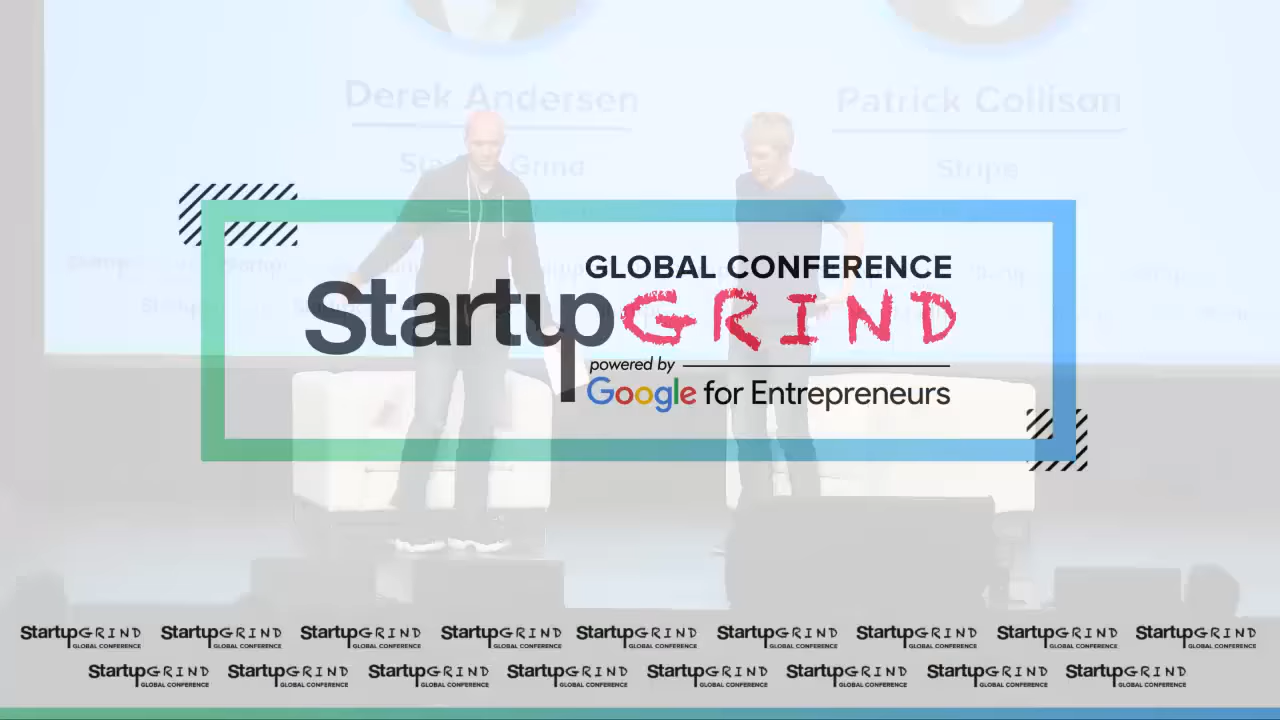 Derek Andersen
Patrick Collison
Startup Grind
Stripe
GLOBAL CONFERENCE
Startup GRIND
powered by
Google for Entrepreneurs
Startup GRIND Startup GRIND Startup GRIND Startup GRIND Startup GRIND Startup GRIND Startup GRIND Startup GRIND Startup GRIND
GLOBAL CONFERENCE GLOBAL CONFERENCE GLOBAL CONFERENCE GLOBAL CONFERENCE GLOBAL CONFERENCE GLOBAL CONFERENCE GLOBAL CONFERENCE GLOBAL CONFERENCE GLOBAL CONFERENCE
Startup GRIND Startup GRIND Startup GRIND Startup GRIND Startup GRIND Startup GRIND Startup GRIND Startup GRIND
GLOBAL CONFERENCE GLOBAL CONFERENCE GLOBAL CONFERENCE GLOBAL CONFERENCE GLOBAL CONFERENCE GLOBAL CONFERENCE GLOBAL CONFERENCE GLOBAL CONFERENCE